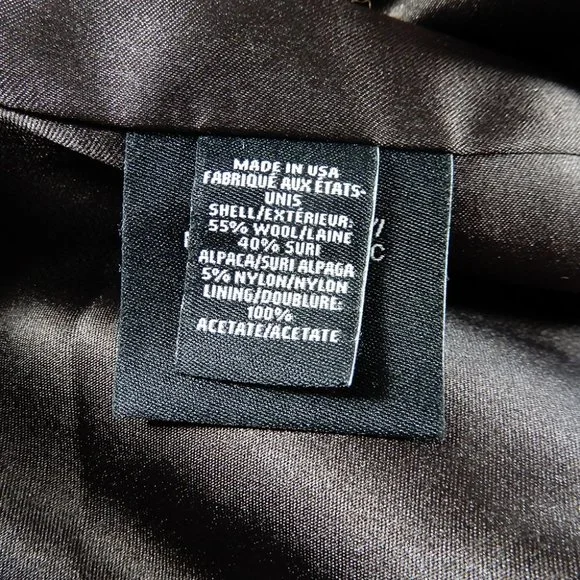 MADE IN USA
FABRIQUÉ AUX ÉTATS-
UNIS
SHELL/EXTÉRIEUR:
55% WOOL/LAINE
40% SURI
ALPACA/SURI ALPAGA
5% NYLON/NYLON
LINING/DOUBLURE:
100%
ACETATE/ACETATE